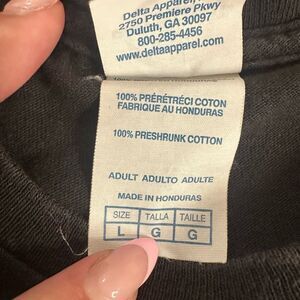 Delta Apparel,
2750 Premiere Pkwy
Duluth, GA 30097
800-285-4456
www.deltaapparel.com
100% PRÉRÉTRÉCI COTON
FABRIQUE AU HONDURAS
100% PRESHRUNK COTTON
ADULT ADULTO ADULTE
MADE IN HONDURAS
SIZE TALLA TAILLE
L G G